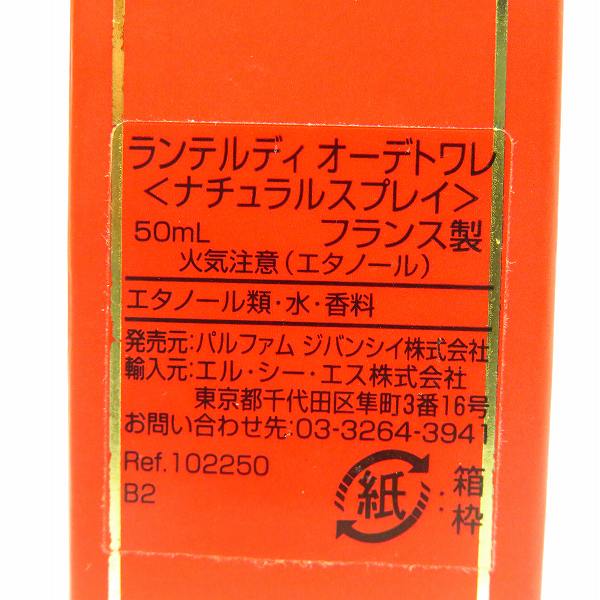 ランテルディ オーデトワレ
＜ナチュラルスプレイ＞
50mL フランス製
火気注意（エタノール）
エタノール類・水・香料
発売元：パルファム ジバンシイ株式会社
輸入元：エル・シー・エス株式会社
東京都千代田区隼町3番16号
お問い合わせ先：03-3264-3941
Ref.102250
B2
紙：箱
枠